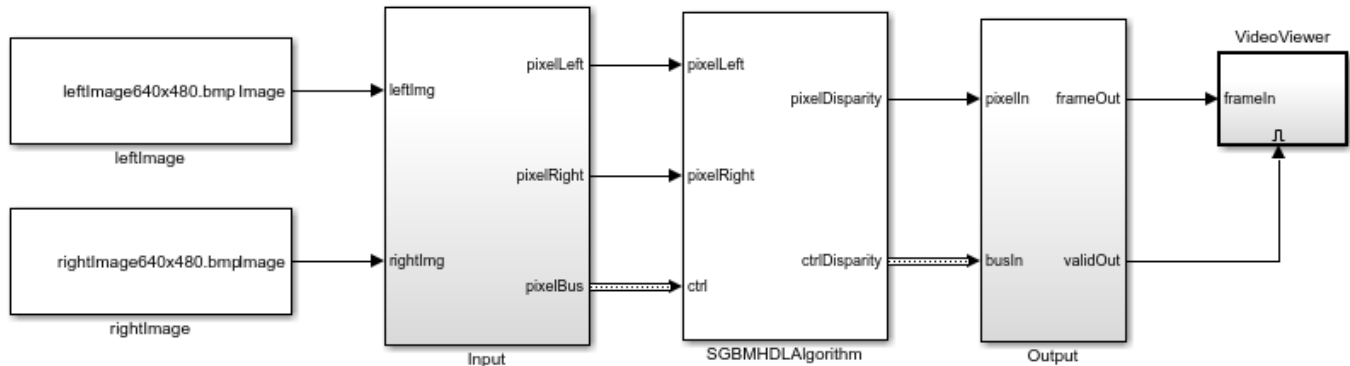 leftImage640x480.bmp Image
leftImage
rightImage640x480.bmpImage
rightImage
leftImg
rightImg
pixelLeft
pixelRight
pixelBus
Input
pixelLeft
pixelRight
ctrl
pixelDisparity
ctrlDisparity
SGBMHDLAlgorithm
pixelIn
busIn
frameOut
validOut
Output
VideoViewer
frameIn